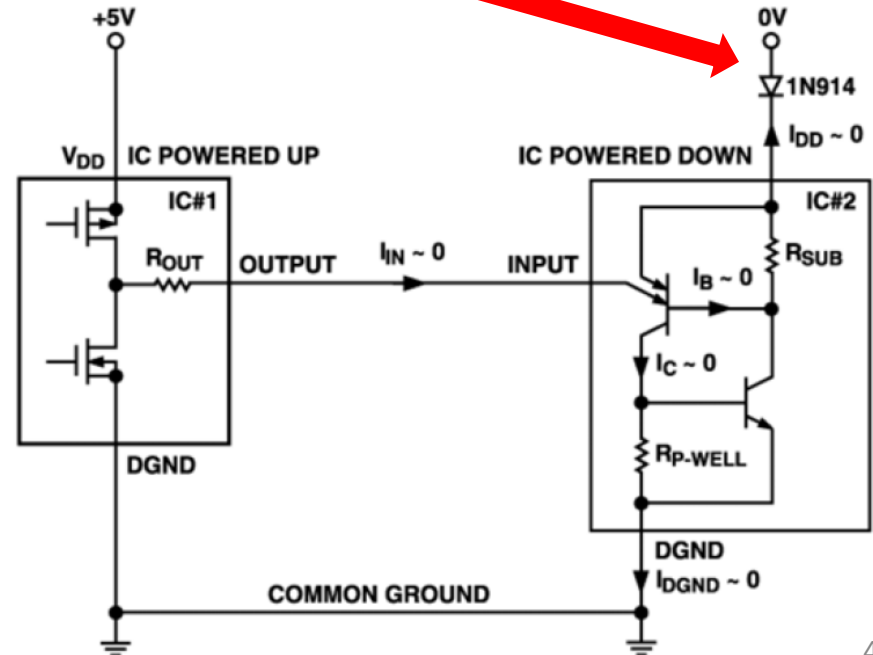 +5V
0V
1N914
I_DD ~ 0
V_DD IC POWERED UP
IC POWERED DOWN
IC#1
IC#2
R_OUT
OUTPUT
I_IN ~ 0
INPUT
R_SUB
I_B ~ 0
I_C ~ 0
R_P-WELL
DGND
DGND
I_DGND ~ 0
COMMON GROUND